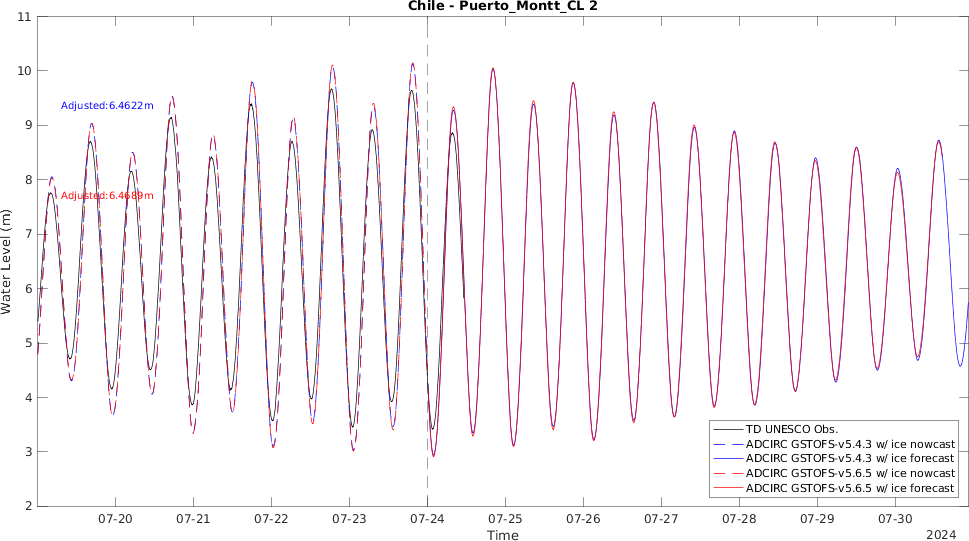 Chile - Puerto_Montt_CL 2
11
10
9
8
7
6
5
4
3
2
Water Level (m)
Adjusted:6.4622m
Adjusted:6.4689m
TD UNESCO Obs.
ADCIRC GSTOFS-v5.4.3 w/ ice nowcast
ADCIRC GSTOFS-v5.4.3 w/ ice forecast
ADCIRC GSTOFS-v5.6.5 w/ ice nowcast
ADCIRC GSTOFS-v5.6.5 w/ ice forecast
07-20 07-21 07-22 07-23 07-24 07-25 07-26 07-27 07-28 07-29 07-30
Time
2024